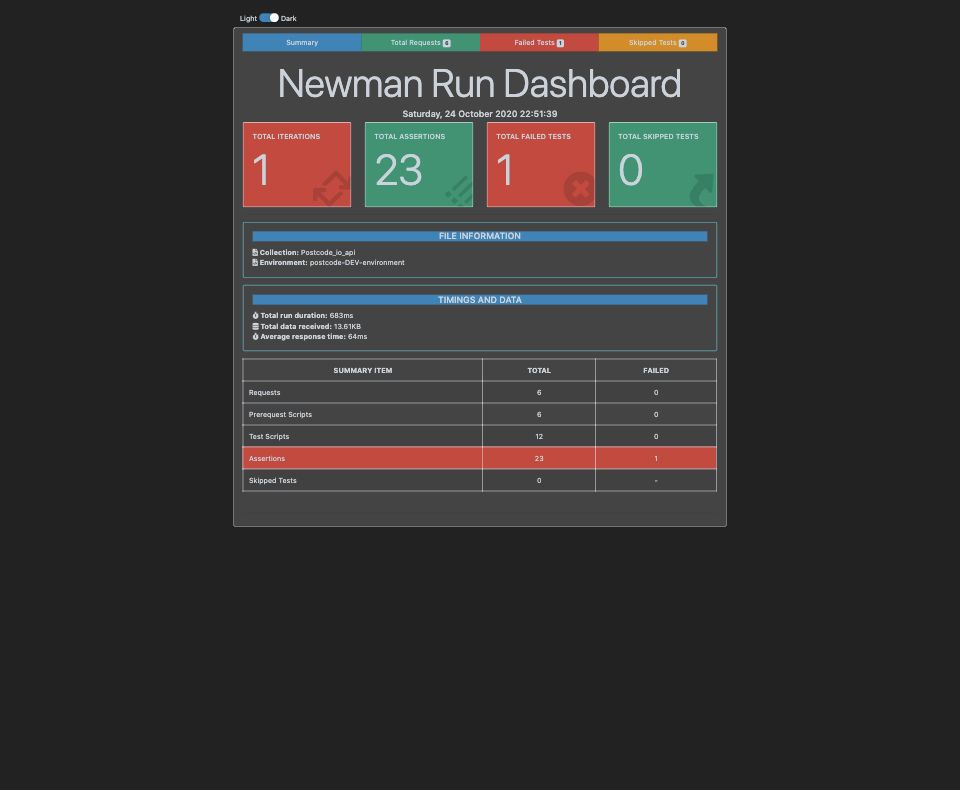 Light Dark
Summary Total Requests 6 Failed Tests 1 Skipped Tests 0
Newman Run Dashboard
Saturday, 24 October 2020 22:51:39
TOTAL ITERATIONS TOTAL ASSERTIONS TOTAL FAILED TESTS TOTAL SKIPPED TESTS
1 23 1 0
FILE INFORMATION
Collection: Postcode_io_api
Environment: postcode-DEV-environment
TIMINGS AND DATA
Total run duration: 683ms
Total data received: 13.61KB
Average response time: 64ms
SUMMARY ITEM TOTAL FAILED
Requests 6 0
Prerequest Scripts 6 0
Test Scripts 12 0
Assertions 23 1
Skipped Tests 0 -